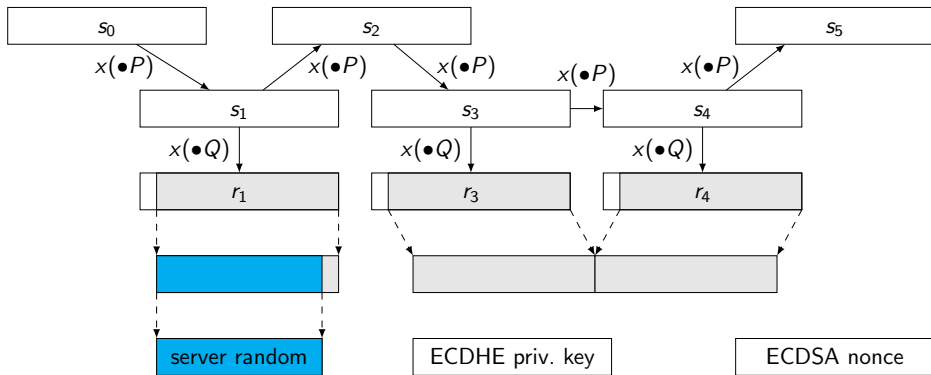 s0 s2 s5
x(•P) x(•P) x(•P) x(•P) x(•P)
s1 s3 s4
x(•Q) x(•Q) x(•Q)
r1 r3 r4
server random ECDHE priv. key ECDSA nonce